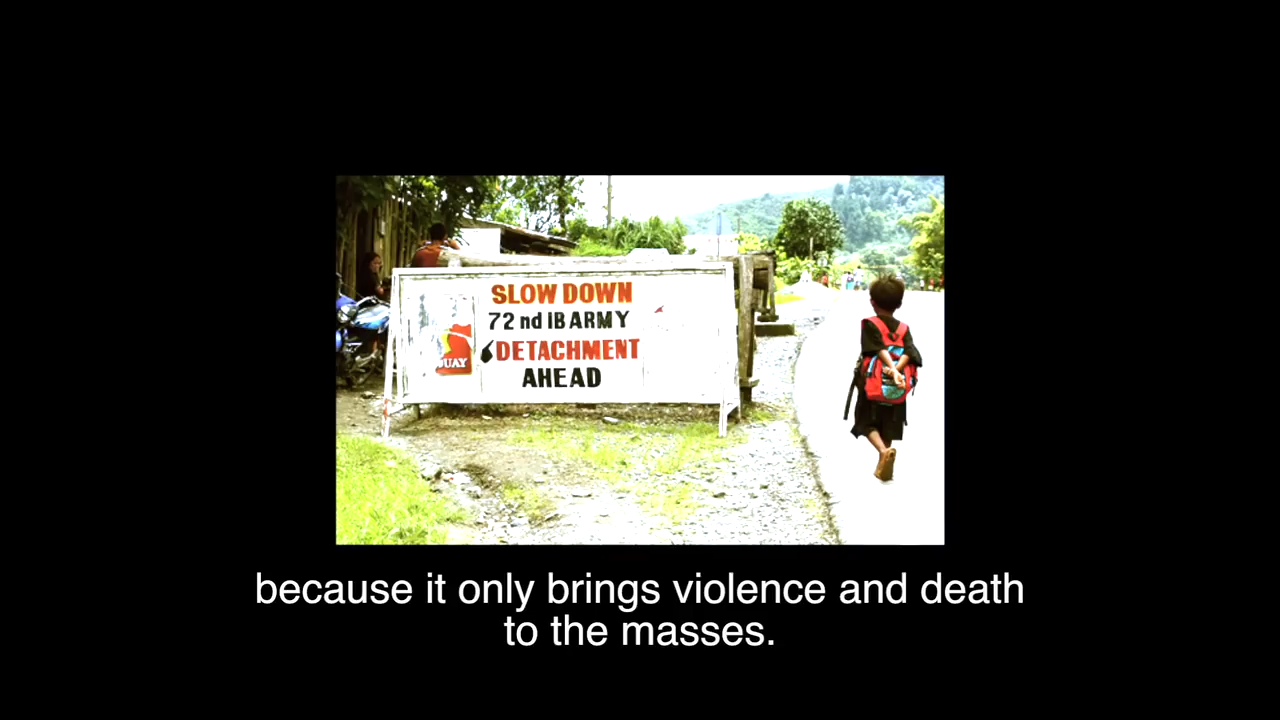 SLOW DOWN
72 nd IB ARMY
DETACHMENT
AHEAD
because it only brings violence and death
to the masses.